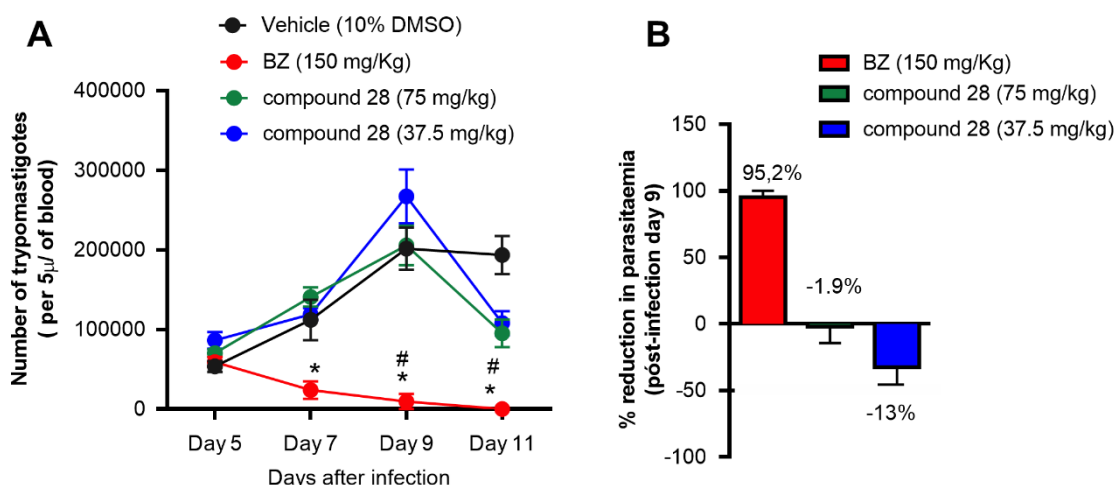 A
Vehicle (10% DMSO)
BZ (150 mg/Kg)
compound 28 (75 mg/kg)
compound 28 (37.5 mg/kg)
Number of trypomastigotes
( per 5µ/ of blood)
400000
300000
200000
100000
0
*
#
*
#
*
Day 5
Day 7
Day 9
Day 11
Days after infection
B
BZ (150 mg/Kg)
compound 28 (75 mg/kg)
compound 28 (37.5 mg/kg)
% reduction in parasitaemia
(póst-infection day 9)
150
100
50
0
-50
-100
95,2%
-1.9%
-13%